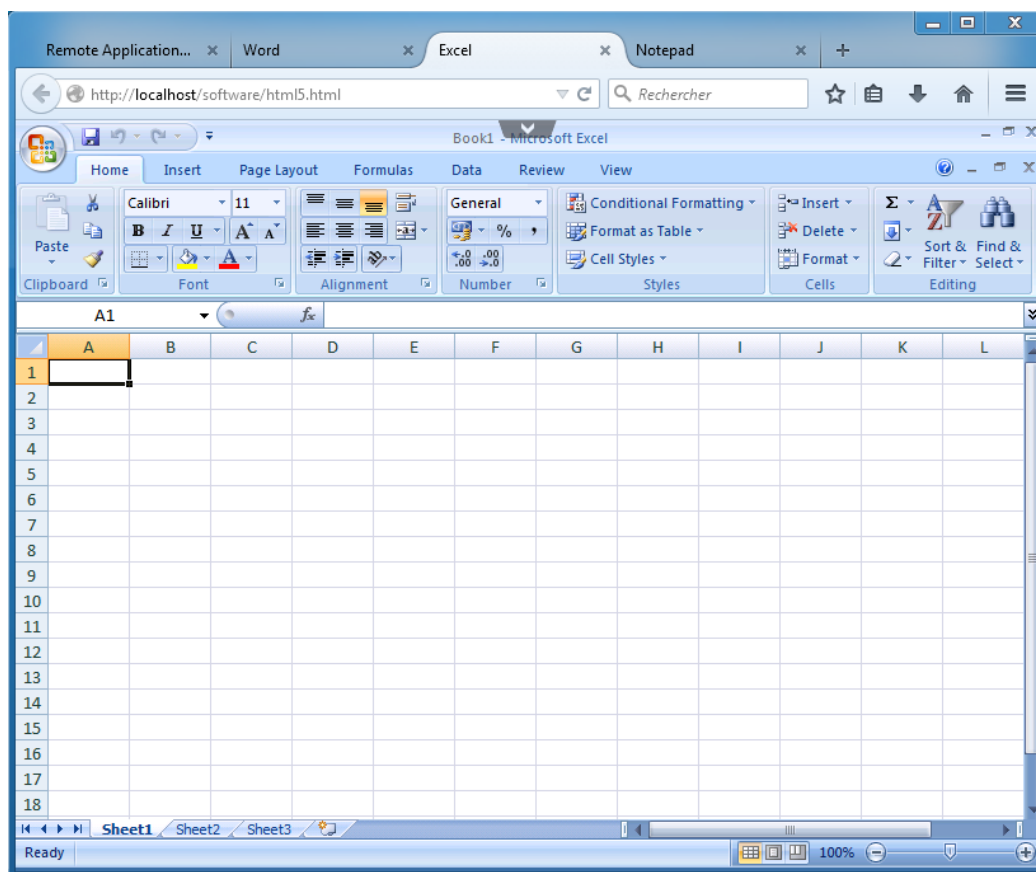 Remote Application... Word Excel Notepad
http://localhost/software/html5.html Rechercher
Book1 - Microsoft Excel
Home Insert Page Layout Formulas Data Review View
Calibri 11 General Conditional Formatting Insert Σ
B I U A A % , Format as Table Delete
Paste Sort & Find &
A .00 .00 Cell Styles Format Filter Select
Clipboard Font Alignment Number Styles Cells Editing
A1 fx
A B C D E F G H I J K L
1
2
3
4
5
6
7
8
9
10
11
12
13
14
15
16
17
18
Sheet1 Sheet2 Sheet3
Ready 100%